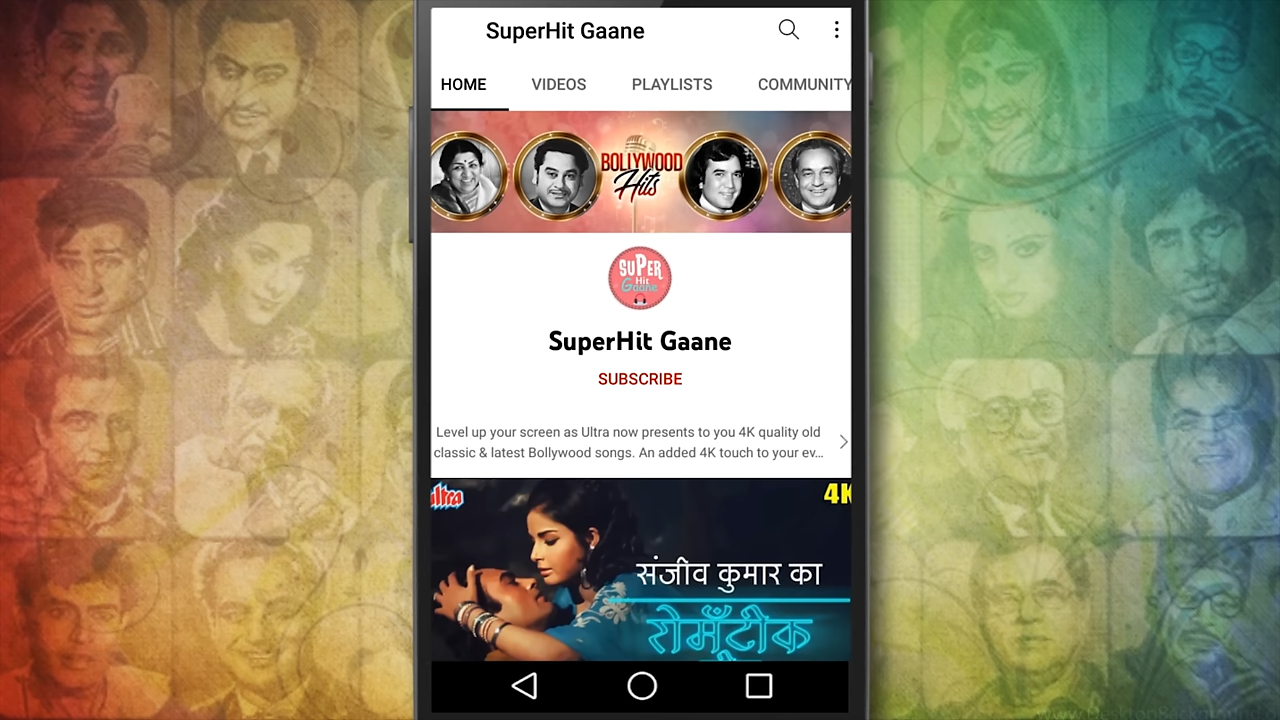 SuperHit Gaane
HOME VIDEOS PLAYLISTS COMMUNITY
BOLLYWOOD
Hits
SUPER
Hit
Gaane
SuperHit Gaane
SUBSCRIBE
Level up your screen as Ultra now presents to you 4K quality old
classic & latest Bollywood songs. An added 4K touch to your ev...
ultra 4K
संजीव कुमार का
रोमँटीक